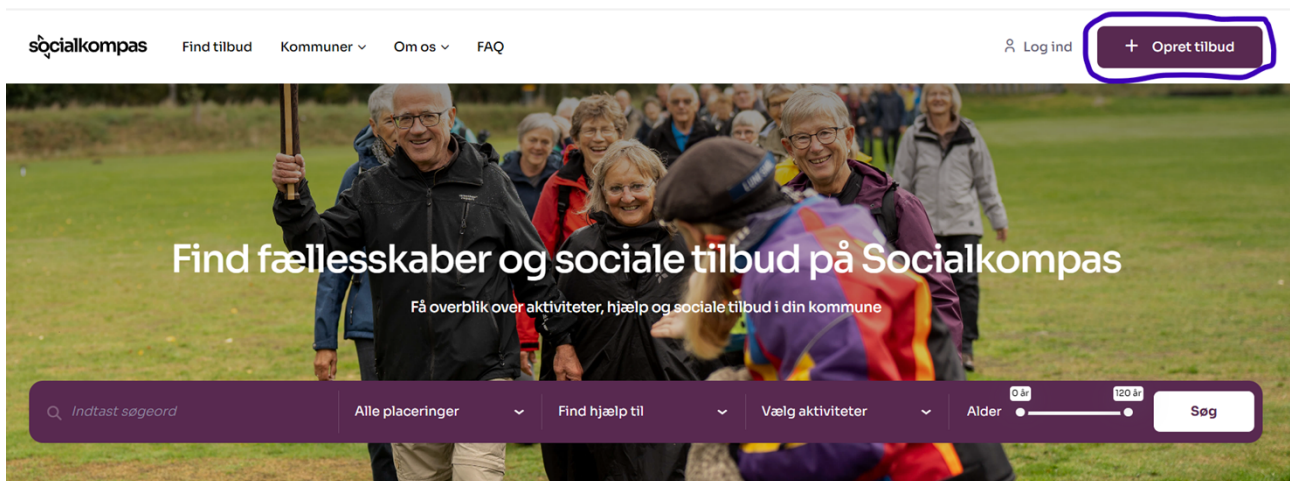 socialkompas Find tilbud Kommuner Om os FAQ Log ind + Opret tilbud
Find fællesskaber og sociale tilbud på Socialkompas
Få overblik over aktiviteter, hjælp og sociale tilbud i din kommune
0 år 120 år
Indtast søgeord Alle placeringer Find hjælp til Vælg aktiviteter Alder Søg